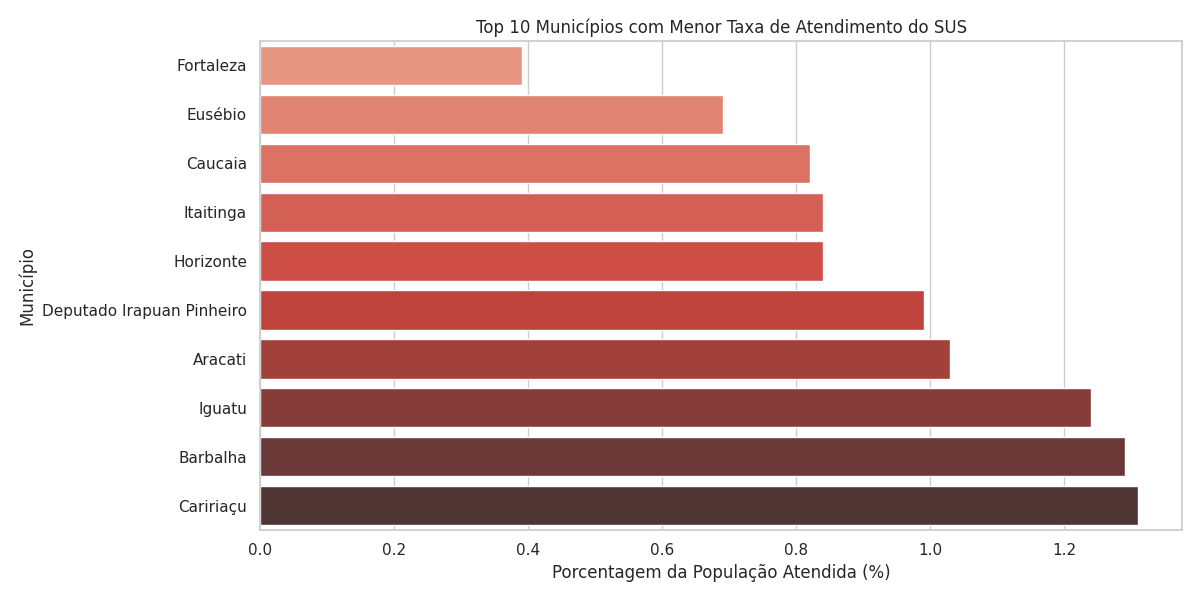 Top 10 Municípios com Menor Taxa de Atendimento do SUS
Município
Fortaleza
Eusébio
Caucaia
Itaitinga
Horizonte
Deputado Irapuan Pinheiro
Aracati
Iguatu
Barbalha
Caririaçu
0.0 0.2 0.4 0.6 0.8 1.0 1.2
Porcentagem da População Atendida (%)